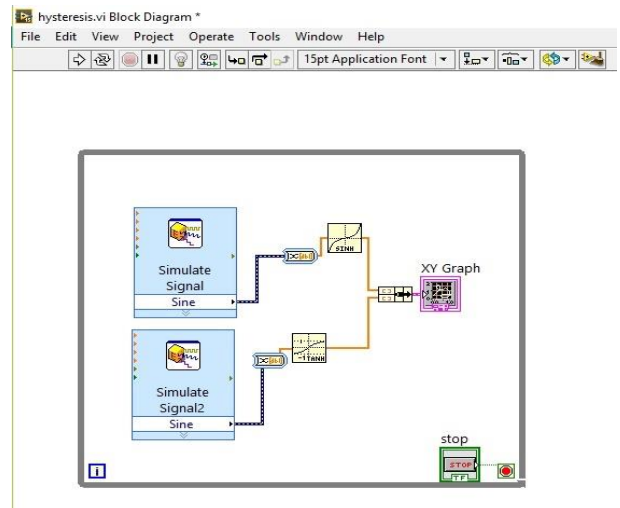 hysteresis.vi Block Diagram *
File Edit View Project Operate Tools Window Help
15pt Application Font
SINH
XY Graph
Simulate
Signal
Sine
TANH
Simulate
Signal2
Sine
stop
STOP
TF
i